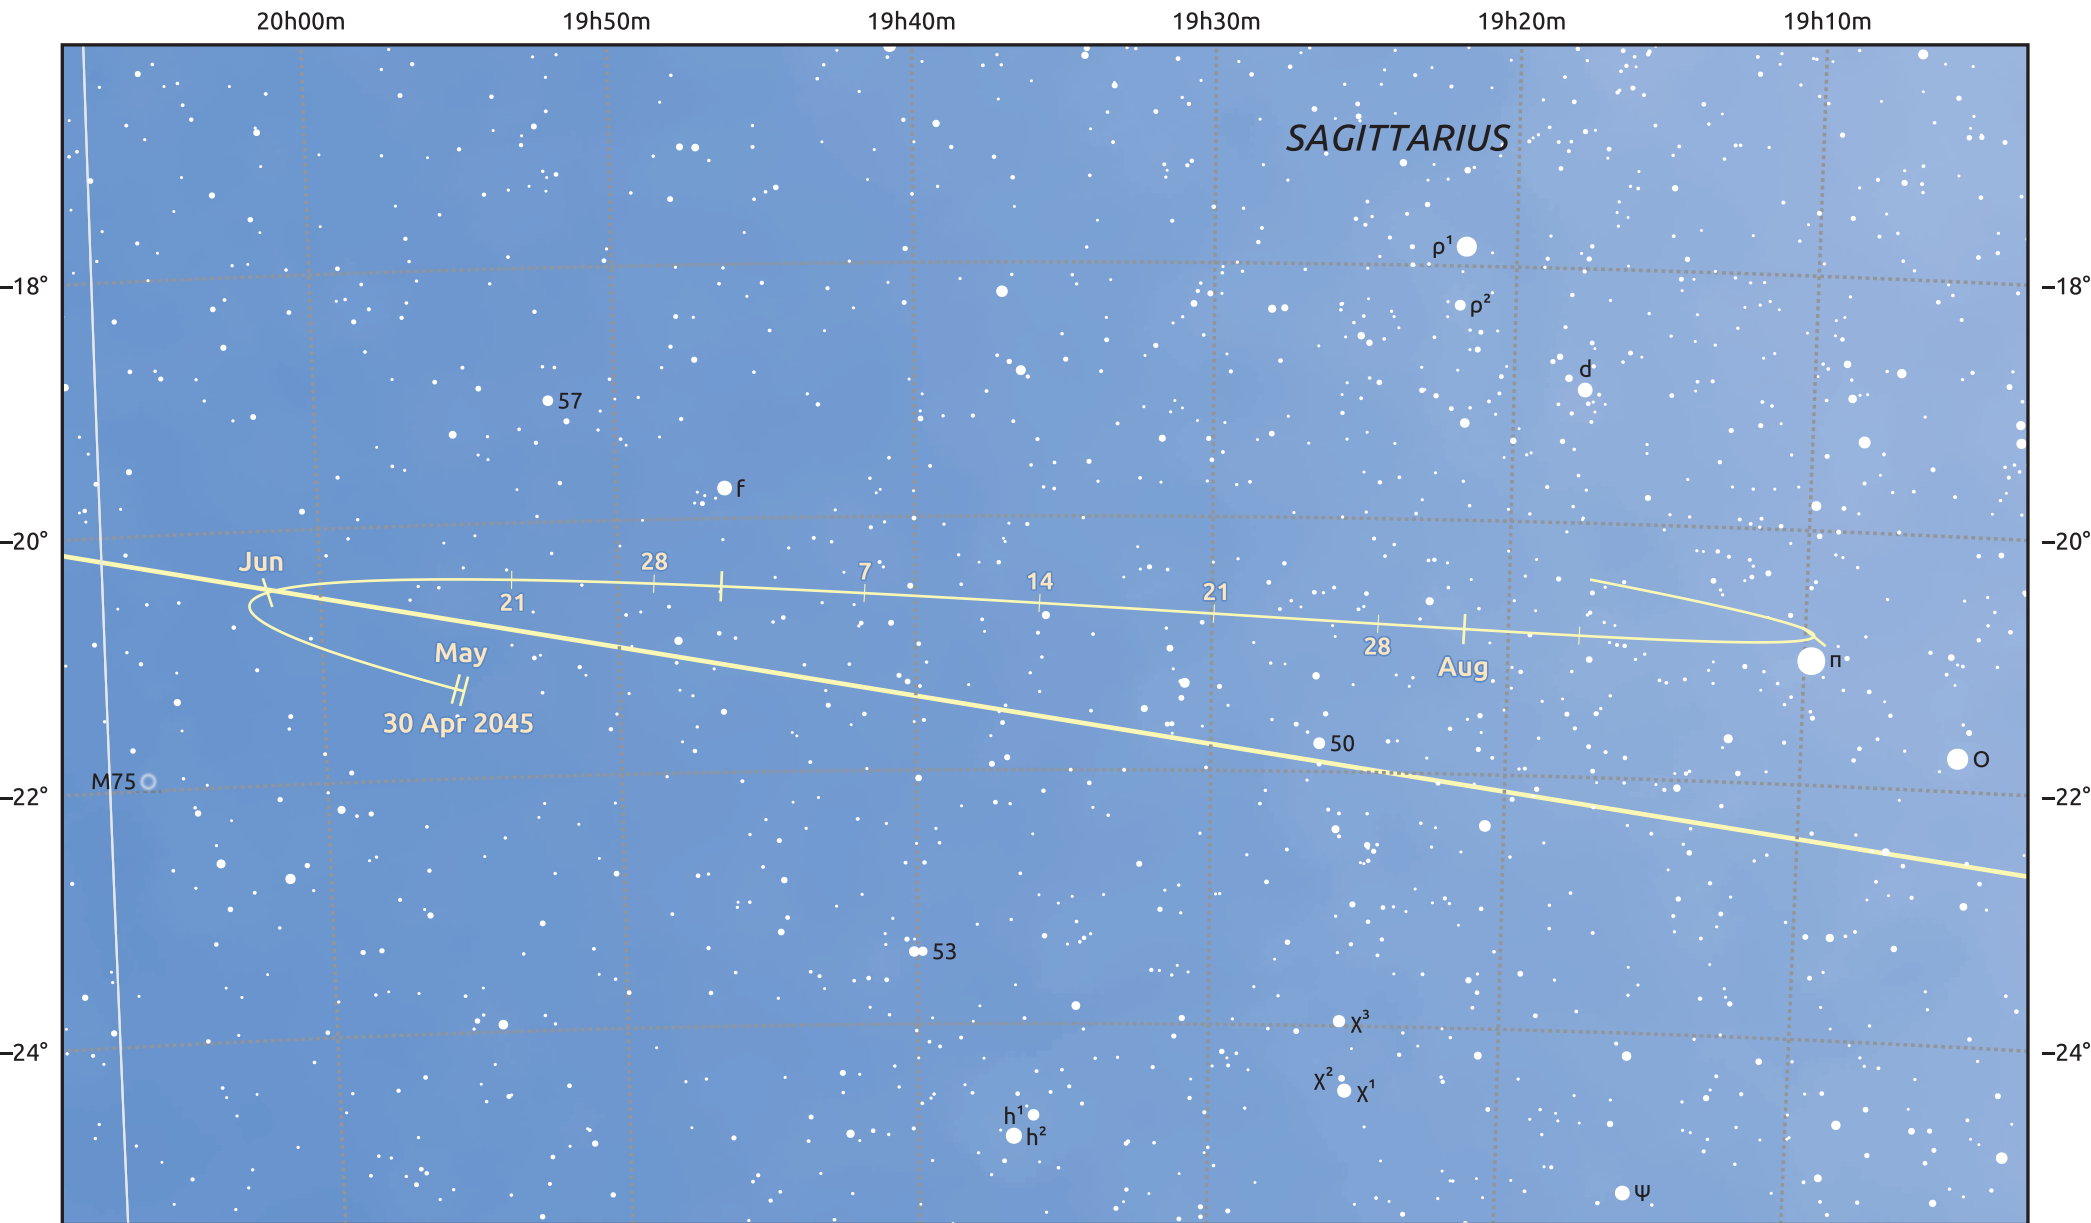 20h00m 19h50m 19h40m 19h30m 19h20m 19h10m
SAGITTARIUS
ρ¹
−18° −18°
ρ²
d
57
f
−20° −20°
Jun 28 7 14 21
21
28
May Aug π
30 Apr 2045
50 O
M75
−22° −22°
53
χ³
−24° −24°
χ² χ¹
h¹
h²
ψ